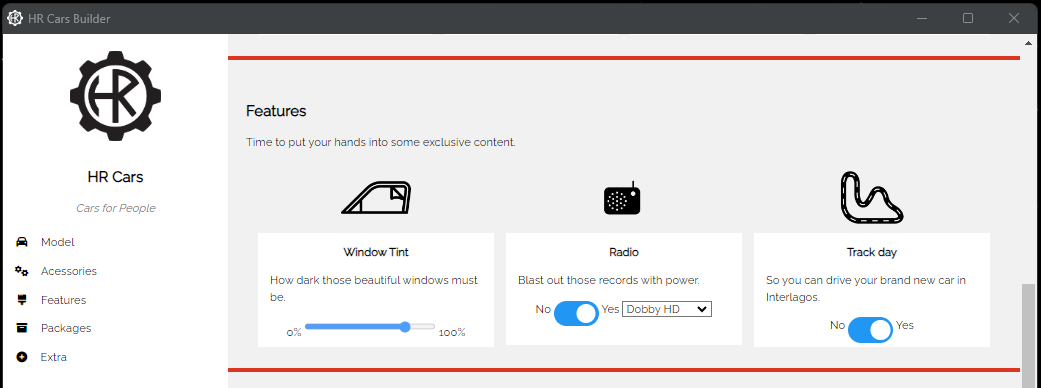 HR Cars Builder
HR
HR Cars
Cars for People
Model
Acessories
Features
Packages
Extra
Features
Time to put your hands into some exclusive content.
Window Tint
How dark those beautiful windows must
be.
0% 100%
Radio
Blast out those records with power.
No Yes Dobby HD
Track day
So you can drive your brand new car in
Interlagos.
No Yes